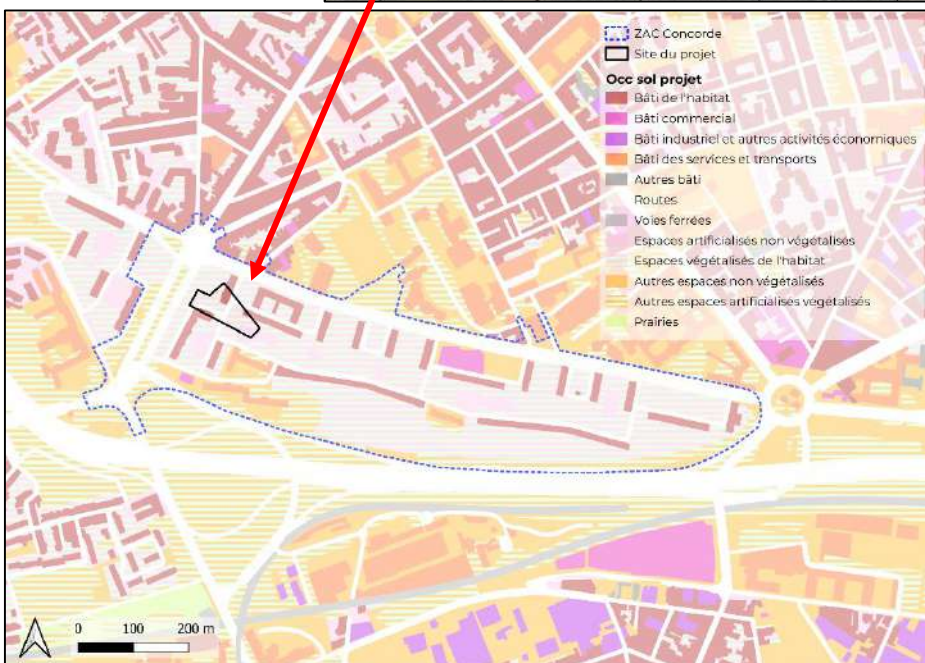 ZAC Concorde
Site du projet
Occ sol projet
Bâti de l'habitat
Bâti commercial
Bâti industriel et autres activités économiques
Bâti des services et transports
Autres bâti
Routes
Voies ferrées
Espaces artificialisés non végétalisés
Espaces végétalisés de l'habitat
Autres espaces non végétalisés
Autres espaces artificialisés végétalisés
Prairies
0 100 200 m